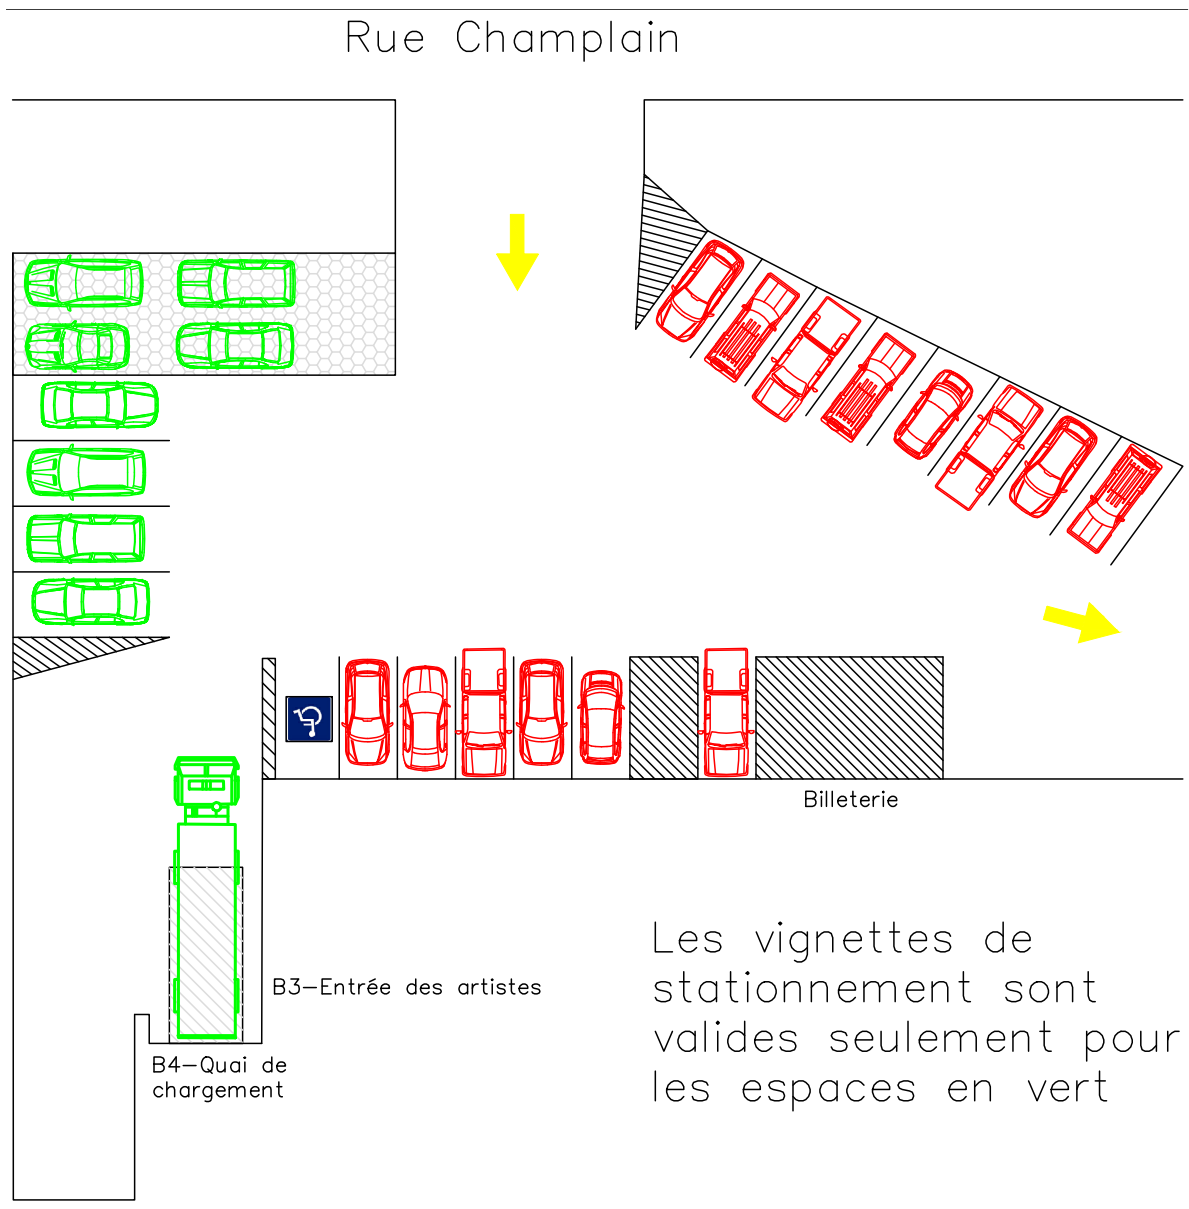 Rue Champlain
Billeterie
B3-Entrée des artistes
B4-Quai de
chargement
Les vignettes de
stationnement sont
valides seulement pour
les espaces en vert